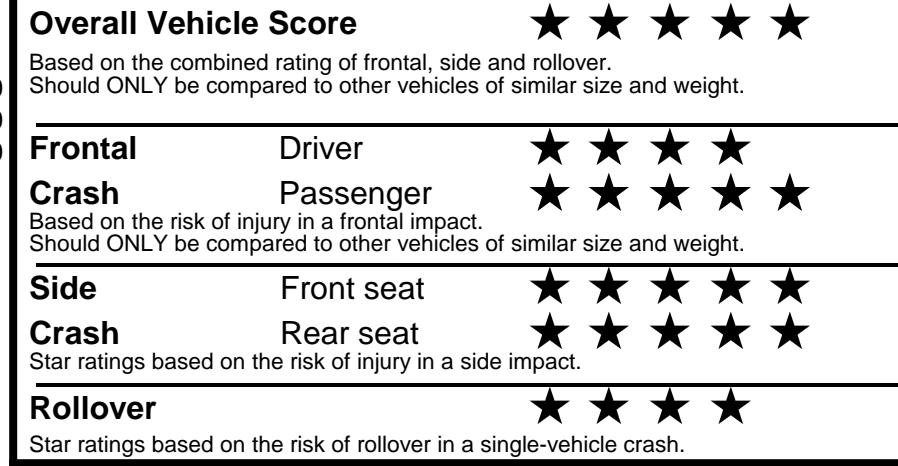 Overall Vehicle Score ★ ★ ★ ★ ★
Based on the combined rating of frontal, side and rollover.
Should ONLY be compared to other vehicles of similar size and weight.
Frontal Driver ★ ★ ★ ★
Crash Passenger ★ ★ ★ ★ ★
Based on the risk of injury in a frontal impact.
Should ONLY be compared to other vehicles of similar size and weight.
Side Front seat ★ ★ ★ ★ ★
Crash Rear seat ★ ★ ★ ★ ★
Star ratings based on the risk of injury in a side impact.
Rollover ★ ★ ★ ★
Star ratings based on the risk of rollover in a single-vehicle crash.